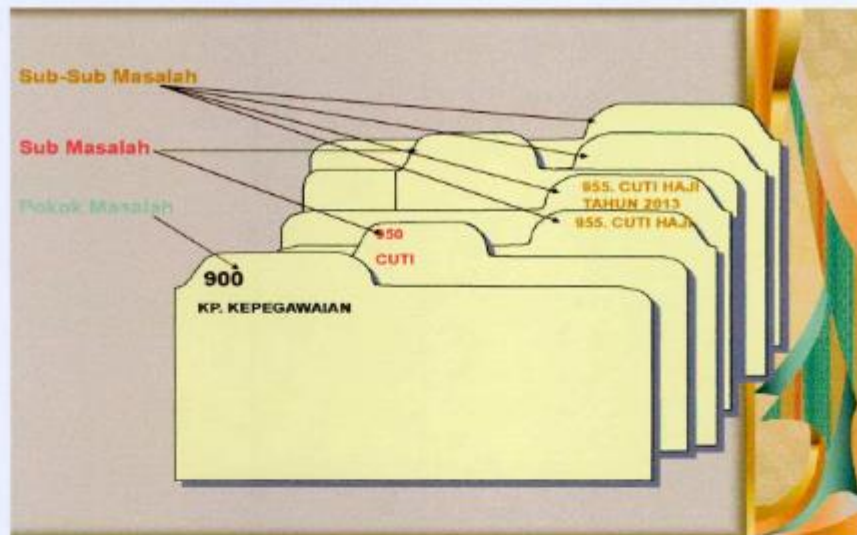 Sub-Sub Masalah
Sub Masalah
Pokok Masalah
955. CUTI HAJI
TAHUN 2013
955. CUTI HAJI
950
CUTI
900
KP. KEPEGAWAIAN